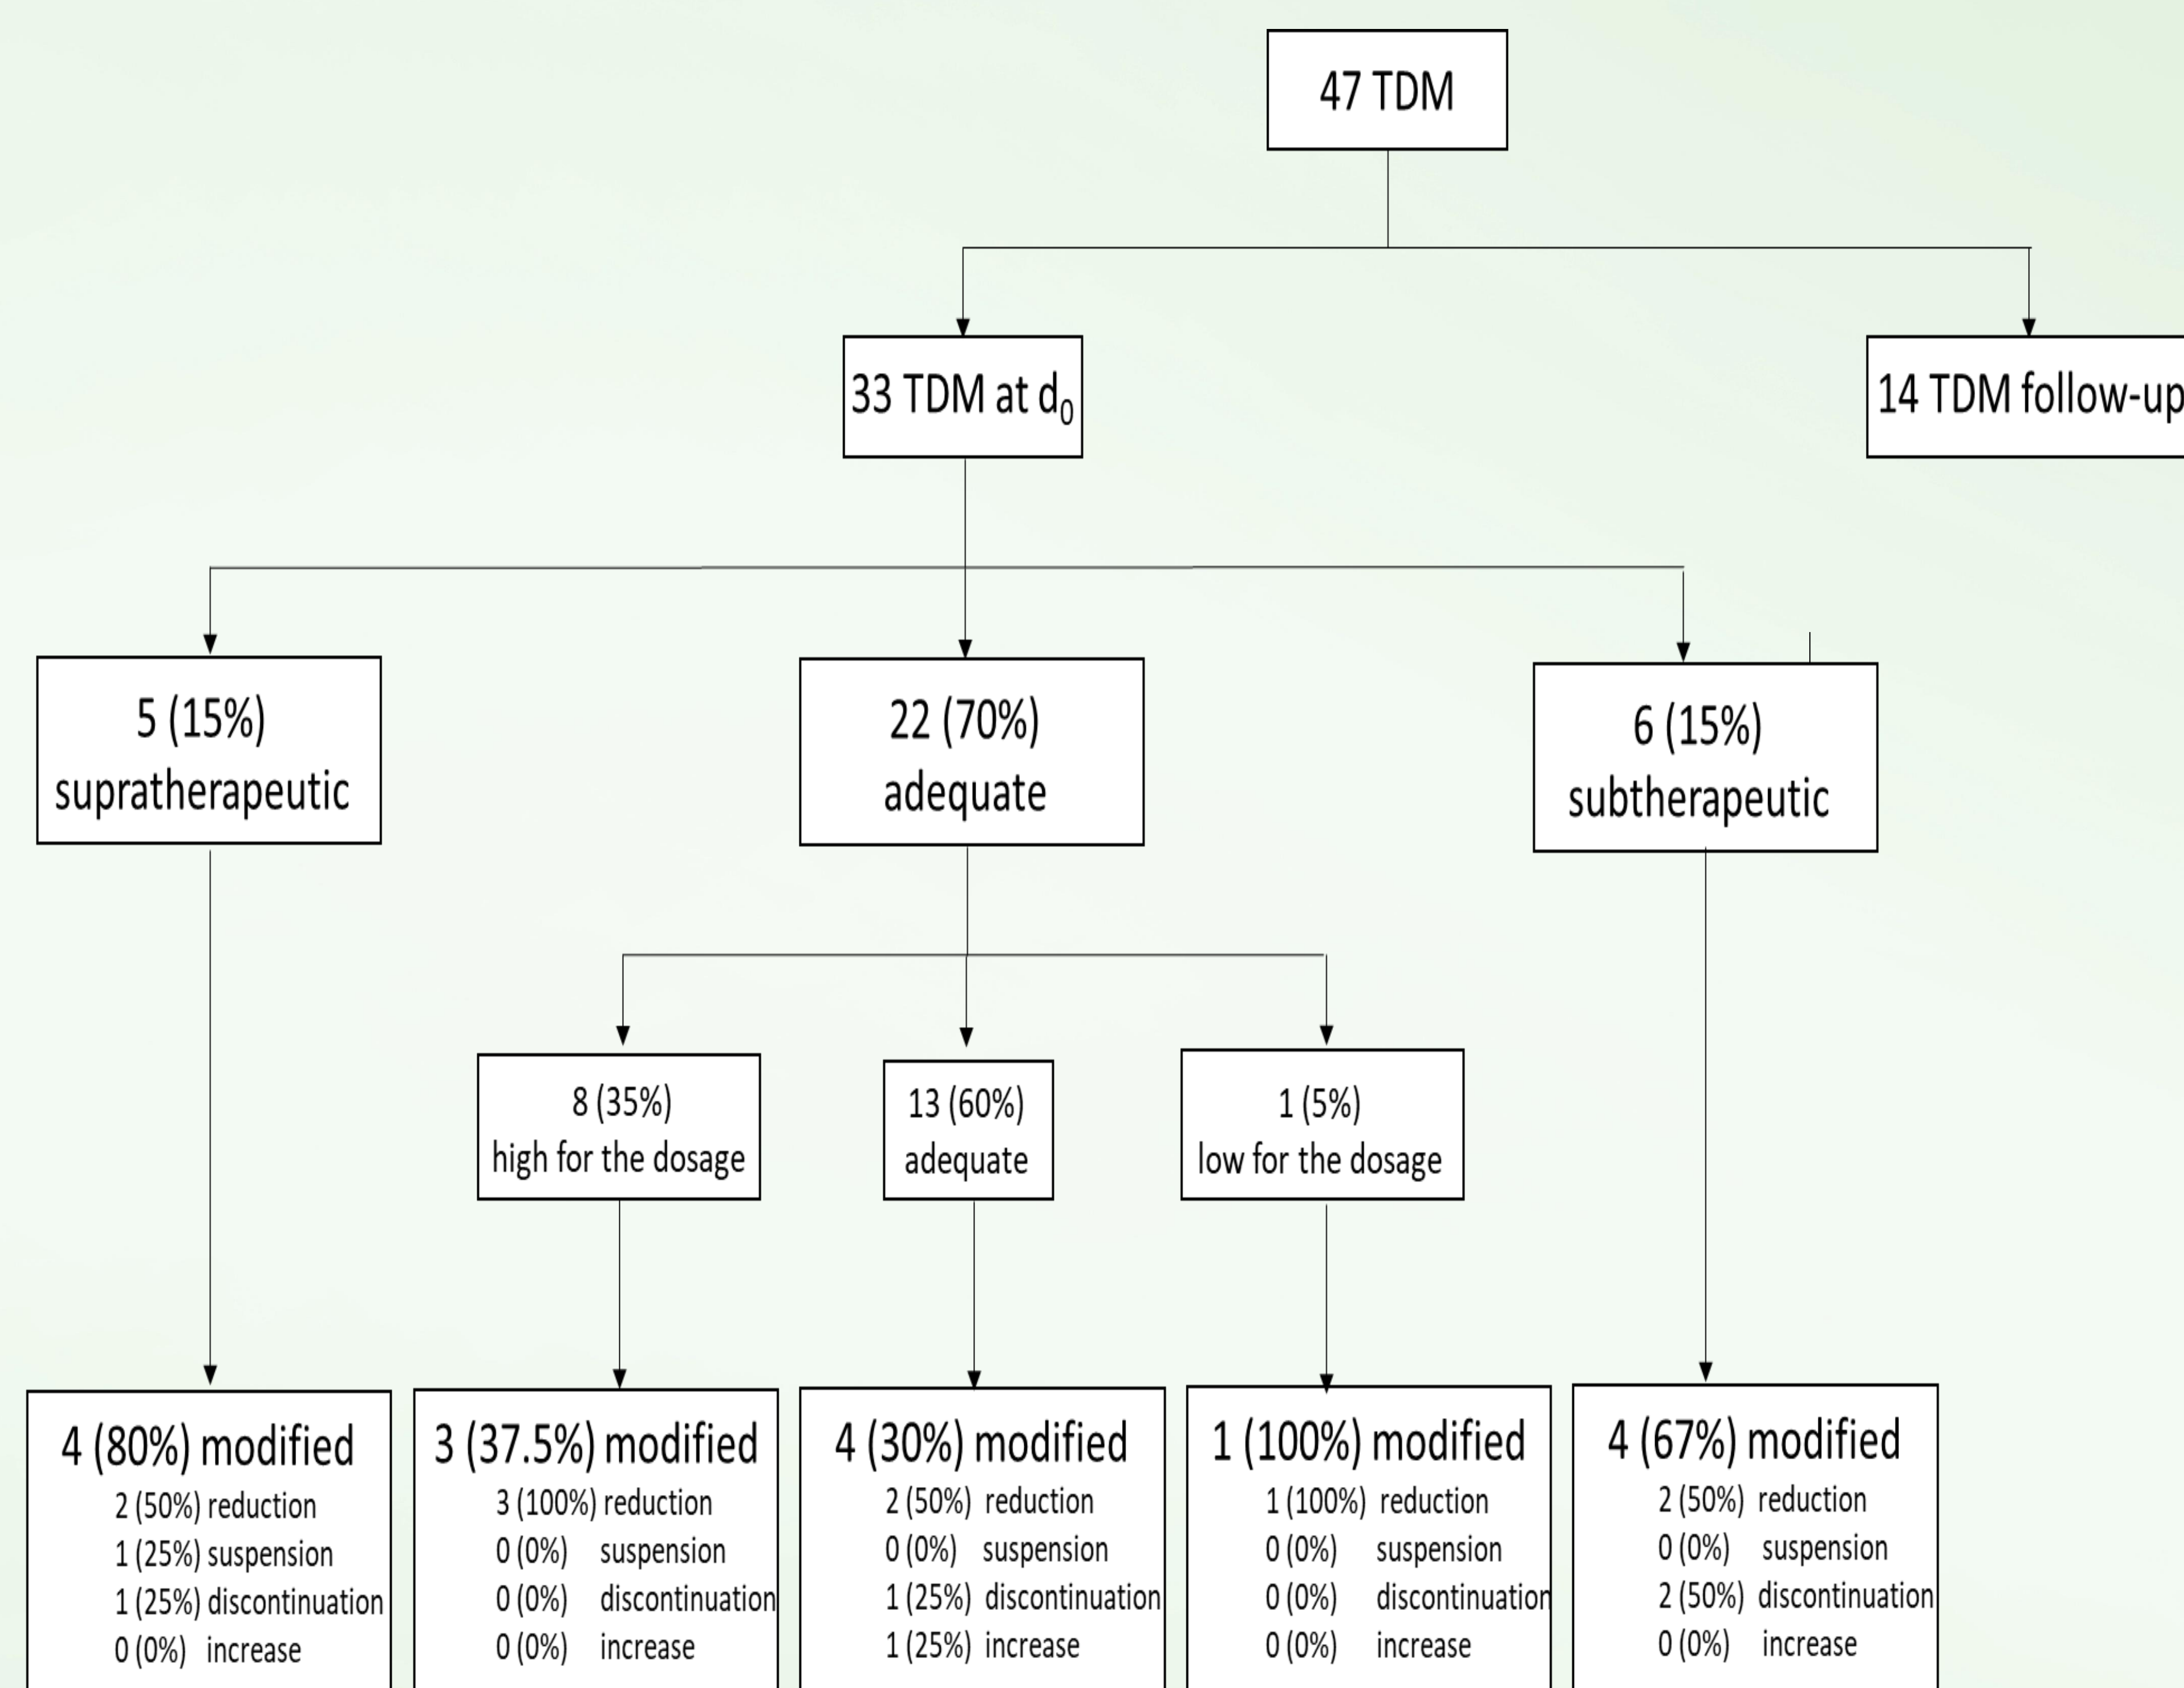 47 TDM
33 TDM at d0
14 TDM follow-up
5 (15%)
supratherapeutic
22 (70%)
adequate
6 (15%)
subtherapeutic
8 (35%)
high for the dosage
13 (60%)
adequate
1 (5%)
low for the dosage
4 (80%) modified
2 (50%) reduction
1 (25%) suspension
1 (25%) discontinuation
0 (0%) increase
3 (37.5%) modified
3 (100%) reduction
0 (0%) suspension
0 (0%) discontinuation
0 (0%) increase
4 (30%) modified
2 (50%) reduction
0 (0%) suspension
1 (25%) discontinuation
1 (25%) increase
1 (100%) modified
1 (100%) reduction
0 (0%) suspension
0 (0%) discontinuation
0 (0%) increase
4 (67%) modified
2 (50%) reduction
0 (0%) suspension
2 (50%) discontinuation
0 (0%) increase